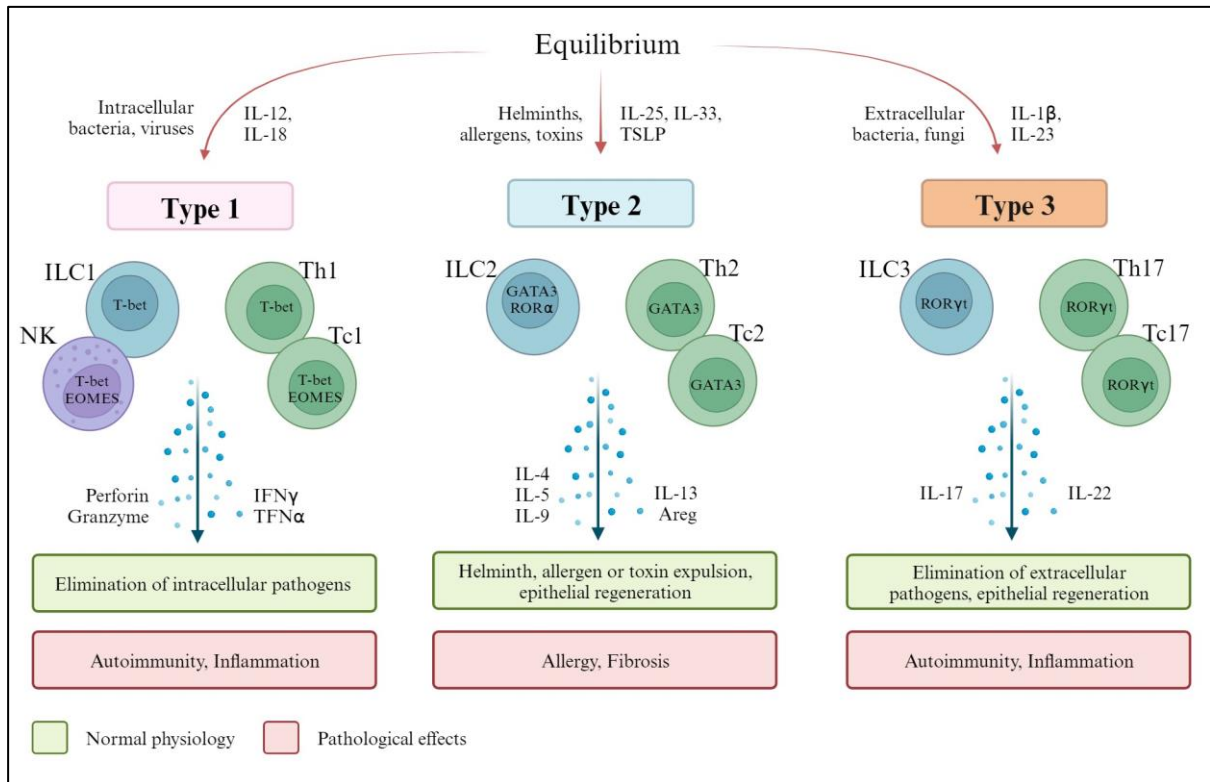 Equilibrium
Intracellular
bacteria, viruses
IL-12,
IL-18
Helminths,
allergens, toxins
IL-25, IL-33,
TSLP
Extracellular
bacteria, fungi
IL-1β,
IL-23
Type 1
Type 2
Type 3
ILC1
T-bet
NK
T-bet
EOMES
Th1
T-bet
Tc1
T-bet
EOMES
ILC2
GATA3
RORα
Th2
GATA3
Tc2
GATA3
ILC3
RORγt
Th17
RORγt
Tc17
RORγt
Perforin
Granzyme
IFNγ
TFNα
IL-4
IL-5
IL-9
IL-13
Areg
IL-17
IL-22
Elimination of intracellular pathogens
Helminth, allergen or toxin expulsion,
epithelial regeneration
Elimination of extracellular
pathogens, epithelial regeneration
Autoimmunity, Inflammation
Allergy, Fibrosis
Autoimmunity, Inflammation
Normal physiology
Pathological effects